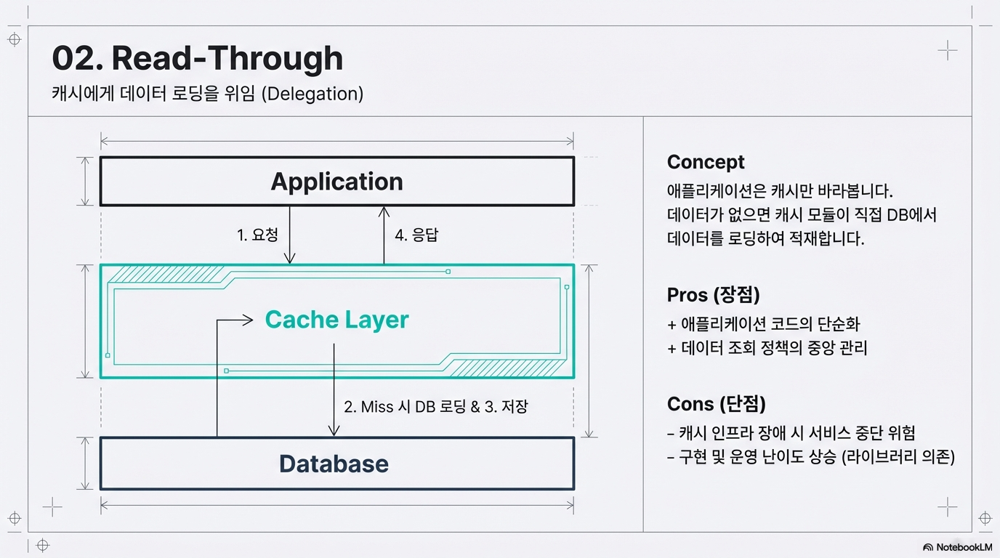 02. Read-Through
캐시에게 데이터 로딩을 위임 (Delegation)
Application
1. 요청
4. 응답
Cache Layer
2. Miss 시 DB 로딩 & 3. 저장
Database
Concept
애플리케이션은 캐시만 바라봅니다.
데이터가 없으면 캐시 모듈이 직접 DB에서
데이터를 로딩하여 적재합니다.
Pros (장점)
+ 애플리케이션 코드의 단순화
+ 데이터 조회 정책의 중앙 관리
Cons (단점)
– 캐시 인프라 장애 시 서비스 중단 위험
– 구현 및 운영 난이도 상승 (라이브러리 의존)
NotebookLM